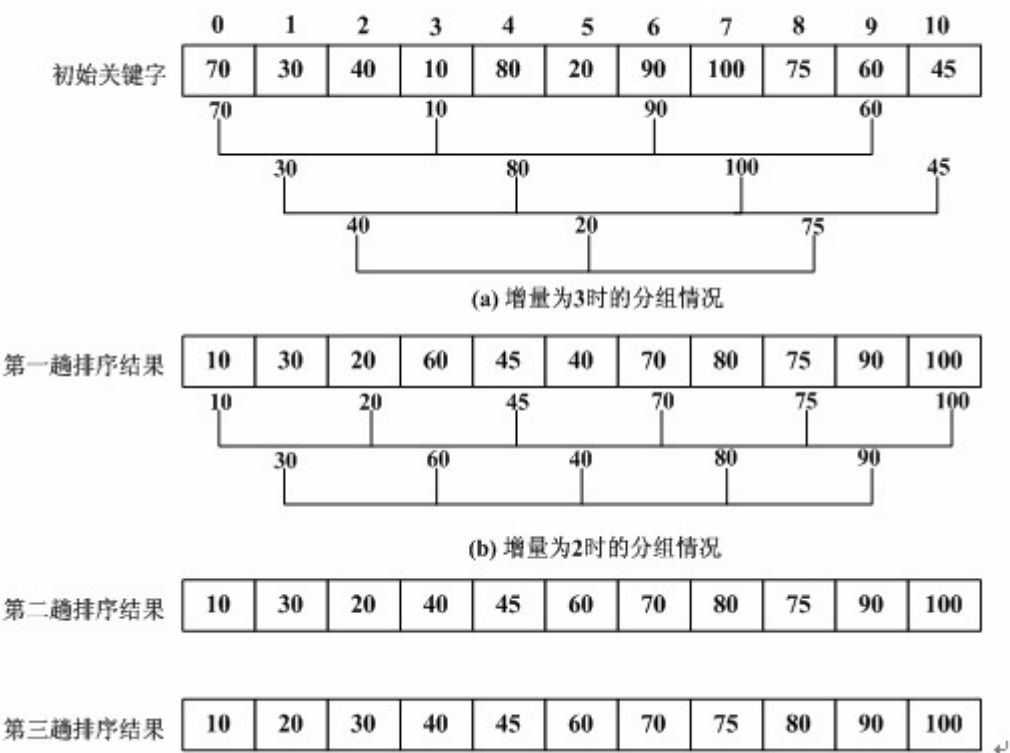 0 1 2 3 4 5 6 7 8 9 10
初始关键字 70 30 40 10 80 20 90 100 75 60 45
70 10 90 60
30 80 100 45
40 20 75
(a) 增量为3时的分组情况
第一趟排序结果 10 30 20 60 45 40 70 80 75 90 100
10 20 45 70 75 100
30 60 40 80 90
(b) 增量为2时的分组情况
第二趟排序结果 10 30 20 40 45 60 70 80 75 90 100
第三趟排序结果 10 20 30 40 45 60 70 75 80 90 100